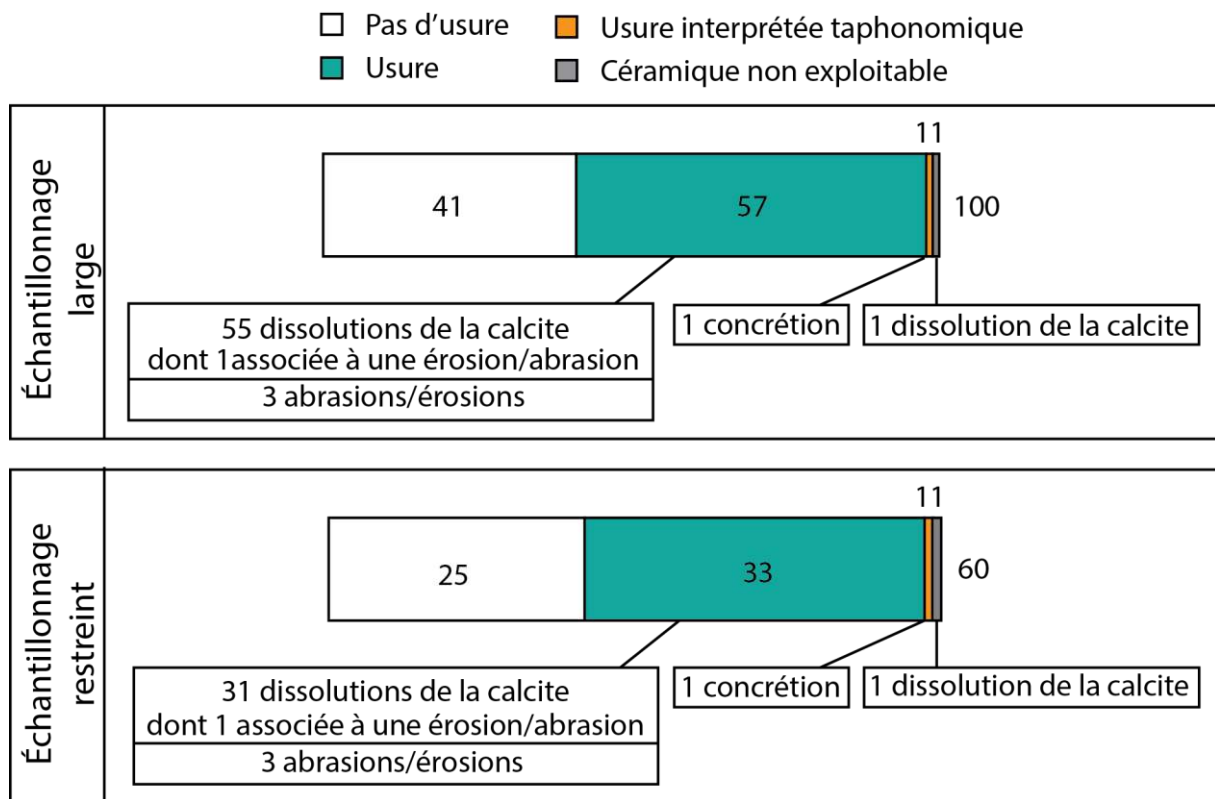 Pas d'usure
Usure interprétée taphonomique
Usure
Céramique non exploitable
Échantillonnage
large
11
41
57
100
55 dissolutions de la calcite
dont 1associée à une érosion/abrasion
3 abrasions/érosions
1 concrétion
1 dissolution de la calcite
Échantillonnage
restreint
11
25
33
60
31 dissolutions de la calcite
dont 1 associée à une érosion/abrasion
3 abrasions/érosions
1 concrétion
1 dissolution de la calcite